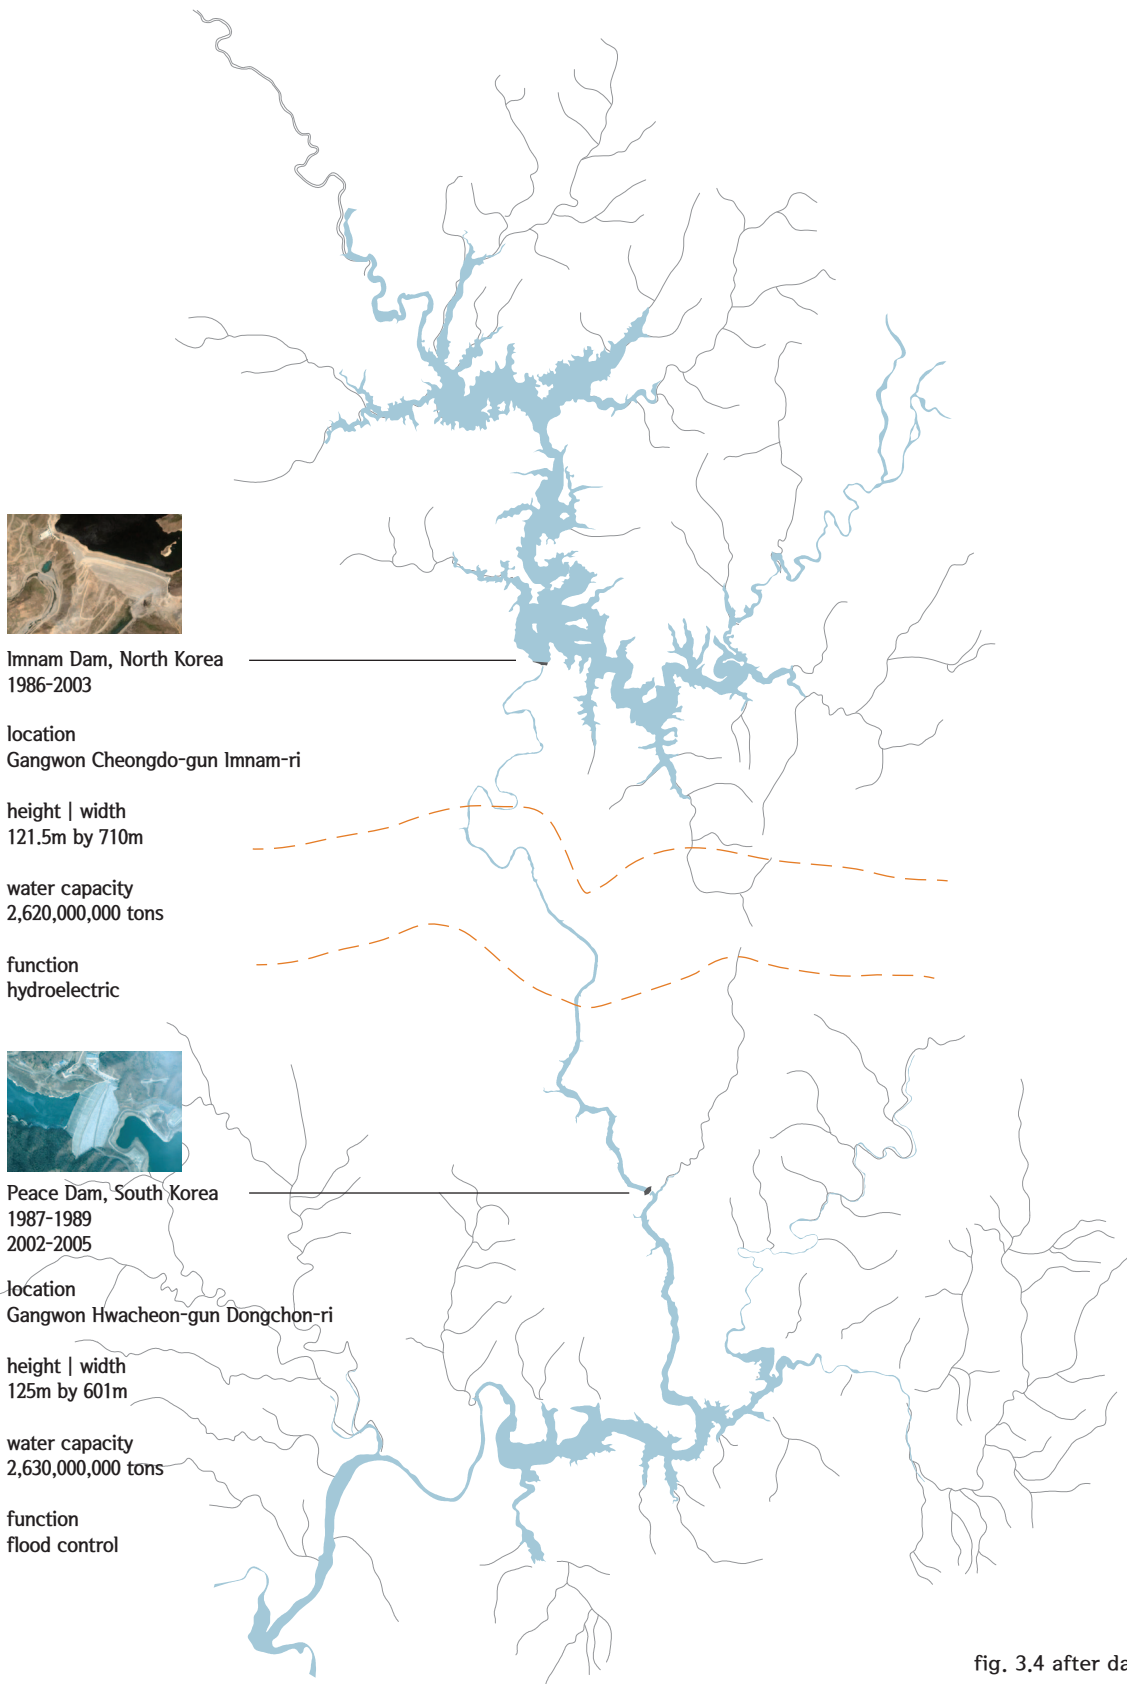 Imnam Dam, North Korea
1986-2003
location
Gangwon Cheongdo-gun Imnam-ri
height | width
121.5m by 710m
water capacity
2,620,000,000 tons
function
hydroelectric
Peace Dam, South Korea
1987-1989
2002-2005
location
Gangwon Hwacheon-gun Dongchon-ri
height | width
125m by 601m
water capacity
2,630,000,000 tons
function
flood control
fig. 3.4 after da